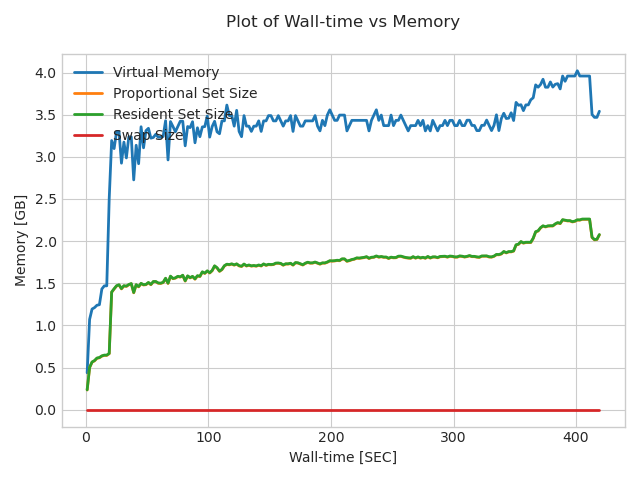 Plot of Wall-time vs Memory
Memory [GB]
4.0
3.5
3.0
2.5
2.0
1.5
1.0
0.5
0.0
Virtual Memory
Proportional Set Size
Resident Set Size
Swap Size
0 100 200 300 400
Wall-time [SEC]